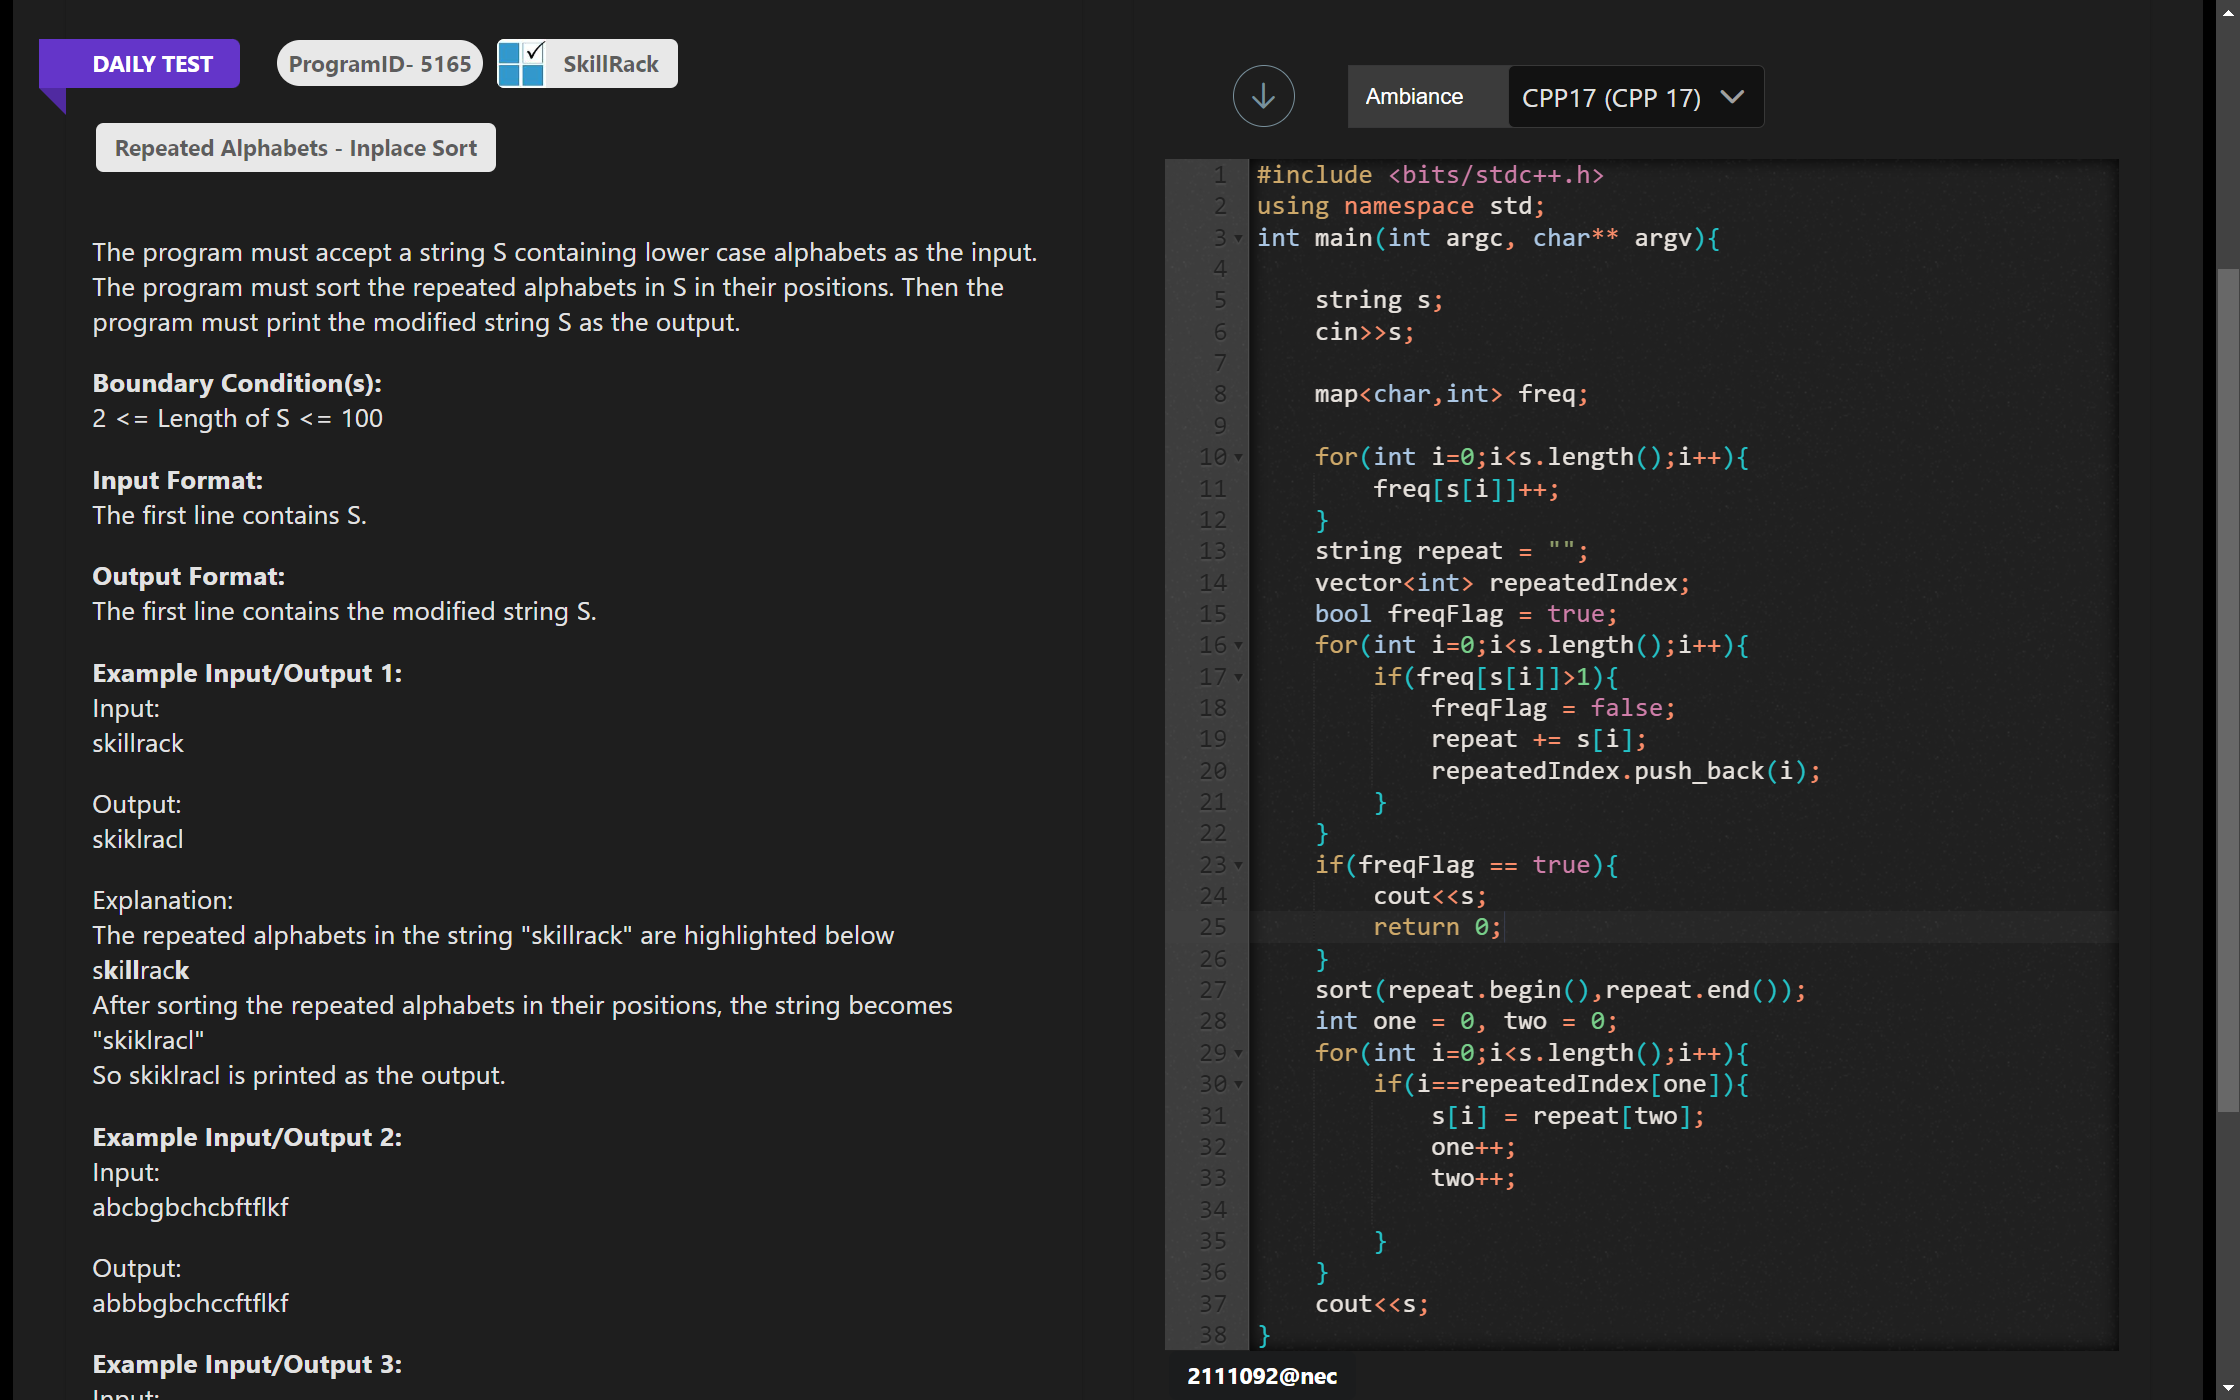 DAILY TEST
ProgramID- 5165
SkillRack
Repeated Alphabets - Inplace Sort
The program must accept a string S containing lower case alphabets as the input.
The program must sort the repeated alphabets in S in their positions. Then the
program must print the modified string S as the output.
Boundary Condition(s):
2 <= Length of S <= 100
Input Format:
The first line contains S.
Output Format:
The first line contains the modified string S.
Example Input/Output 1:
Input:
skillrack
Output:
skiklracl
Explanation:
The repeated alphabets in the string "skillrack" are highlighted below
skillrack
After sorting the repeated alphabets in their positions, the string becomes
"skiklracl"
So skiklracl is printed as the output.
Example Input/Output 2:
Input:
abcbgbchcbftflkf
Output:
abbbgbchccftflkf
Example Input/Output 3:
Input:
Ambiance
CPP17 (CPP 17)
1 #include <bits/stdc++.h>
2 using namespace std;
3 int main(int argc, char** argv){
4
5     string s;
6     cin>>s;
7
8     map<char,int> freq;
9
10     for(int i=0;i<s.length();i++){
11         freq[s[i]]++;
12     }
13     string repeat = "";
14     vector<int> repeatedIndex;
15     bool freqFlag = true;
16     for(int i=0;i<s.length();i++){
17         if(freq[s[i]]>1){
18             freqFlag = false;
19             repeat += s[i];
20             repeatedIndex.push_back(i);
21         }
22     }
23     if(freqFlag == true){
24         cout<<s;
25         return 0;
26     }
27     sort(repeat.begin(),repeat.end());
28     int one = 0, two = 0;
29     for(int i=0;i<s.length();i++){
30         if(i==repeatedIndex[one]){
31             s[i] = repeat[two];
32             one++;
33             two++;
34
35         }
36     }
37     cout<<s;
38 }
2111092@nec